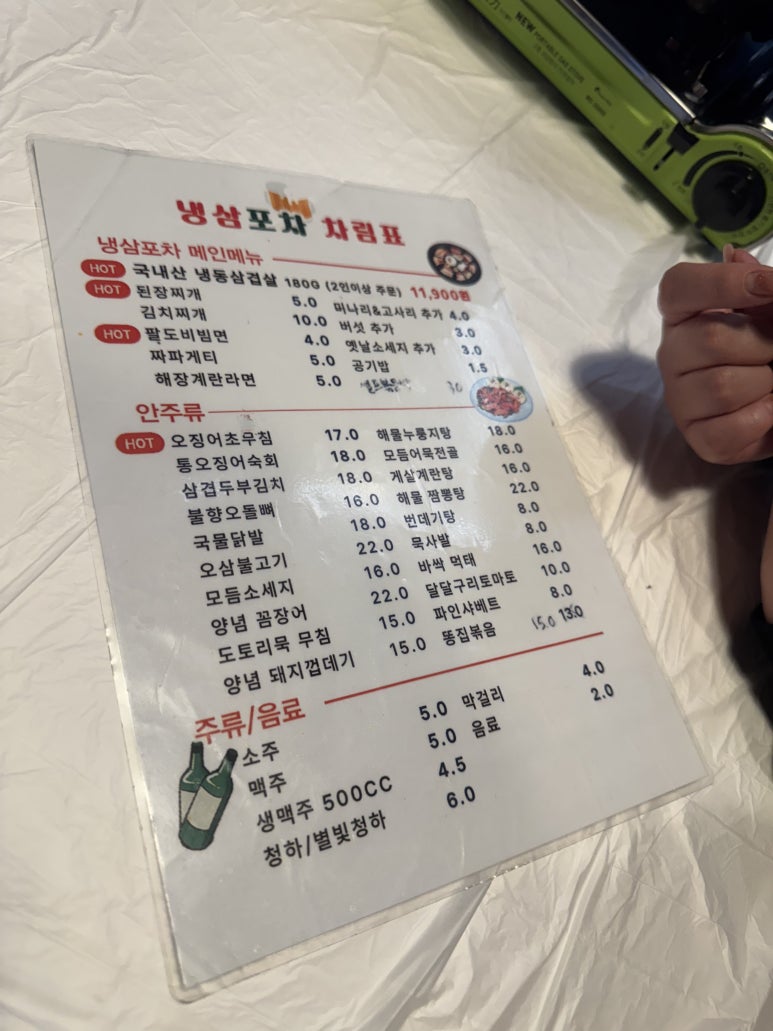 NEW PORTABLE GAS STOVE
냉삼포차 차림표
냉삼포차 메인메뉴
HOT 국내산 냉동삼겹살 180G (2인이상 주문) 11,900원
HOT 된장찌개 5.0 미나리&고사리 추가 4.0
김치찌개 10.0 버섯 추가 3.0
HOT 팔도비빔면 4.0 옛날소세지 추가 3.0
짜파게티 5.0 공기밥 1.5
해장계란라면 5.0 3.0
안주류
HOT 오징어초무침 17.0 해물누룽지탕 18.0
통오징어숙회 18.0 모듬어묵전골 16.0
삼겹두부김치 18.0 게살계란탕 16.0
불향오돌뼈 16.0 해물 짬뽕탕 22.0
국물닭발 18.0 번데기탕 8.0
오삼불고기 22.0 묵사발 8.0
모듬소세지 16.0 바싹 먹태 16.0
양념 꼼장어 22.0 달달구리토마토 10.0
도토리묵 무침 15.0 파인샤베트 8.0
양념 돼지껍데기 15.0 똥집볶음 15.0 13.0
주류/음료
소주 5.0 막걸리 4.0
맥주 5.0 음료 2.0
생맥주 500CC 4.5
청하/별빛청하 6.0